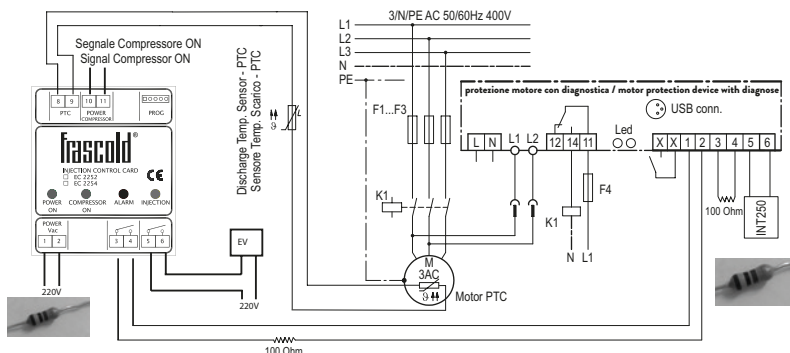 3/N/PE AC 50/60Hz 400V
L1
L2
L3
N
PE
Segnale Compressore ON
Signal Compressor ON
8 9 10 11
PTC POWER COMPRESSOR PROG
frascold®
INJECTION CONTROL CARD
EC 2252
EC 2254
CE
POWER ON
COMPRESSOR ON
ALARM
INJECTION
POWER Vac
1 2 3 4 5 6
220V
EV
220V
Discharge Temp. Sensor - PTC
Sensore Temp. Scarico - PTC
ϑ
L
F1...F3
K1
M
3AC
ϑ
Motor PTC
protezione motore con diagnostica / motor protection device with diagnose
USB conn.
Led
L N L1 L2 12 14 11 X X 1 2 3 4 5 6
F4
K1
N L1
100 Ohm
INT250
100 Ohm